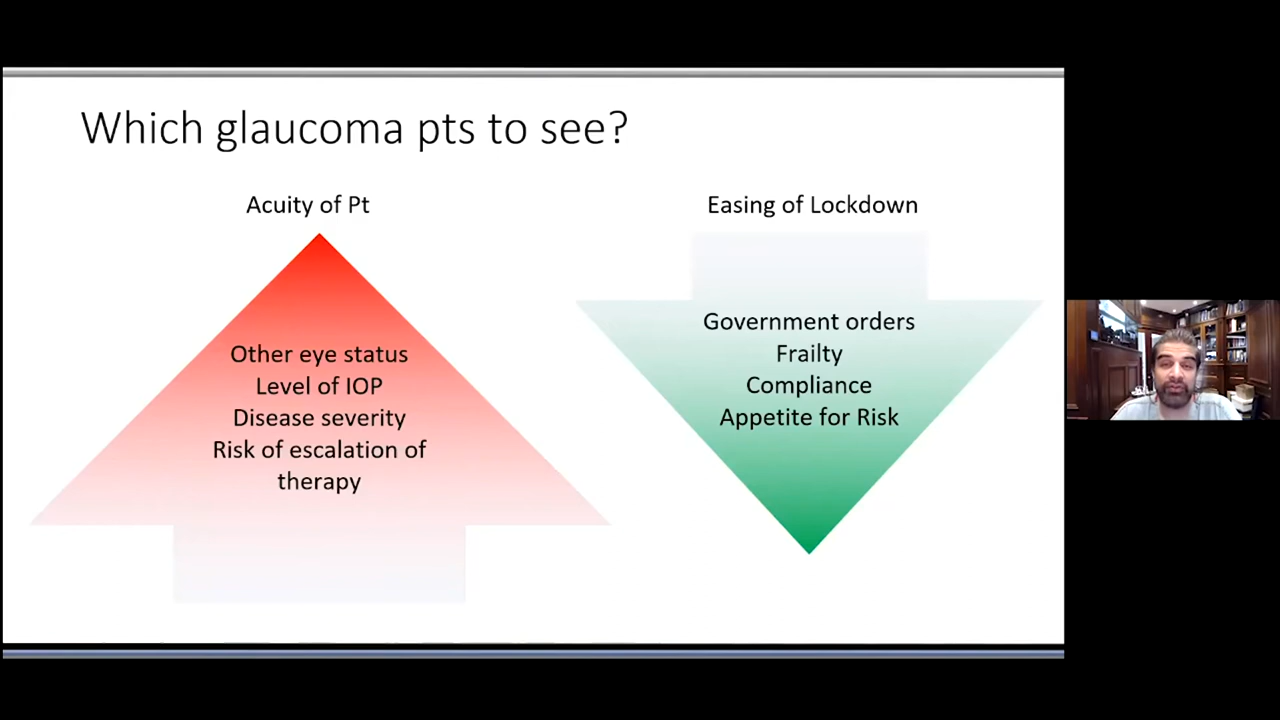 Which glaucoma pts to see?
Acuity of Pt
Other eye status
Level of IOP
Disease severity
Risk of escalation of
therapy
Easing of Lockdown
Government orders
Frailty
Compliance
Appetite for Risk